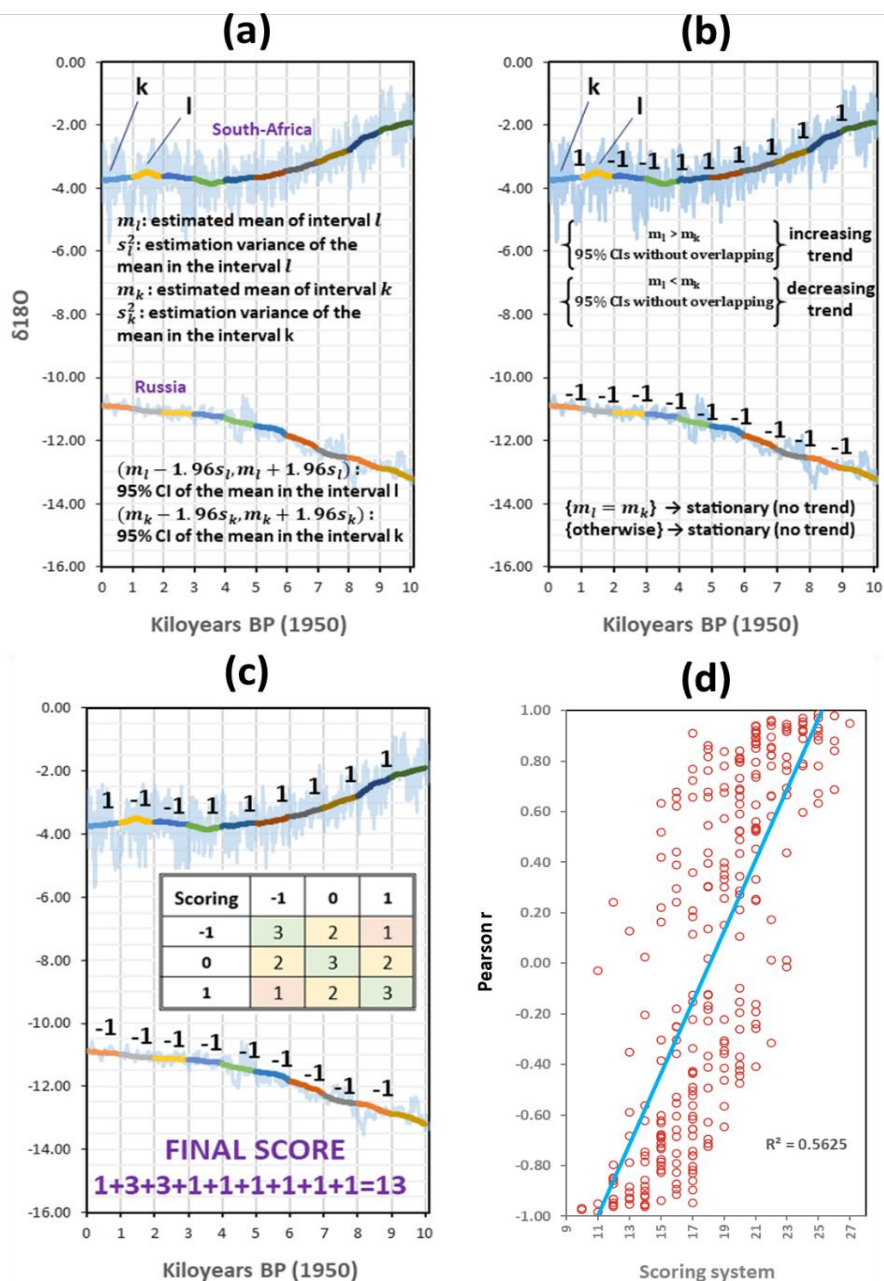 (a)
δ18O
0.00
-2.00
-4.00
-6.00
-8.00
-10.00
-12.00
-14.00
-16.00
k
l
South-Africa
m_l: estimated mean of interval l
s_l^2: estimation variance of the
mean in the interval l
m_k: estimated mean of interval k
s_k^2: estimation variance of the
mean in the interval k
Russia
(m_l − 1.96s_l, m_l + 1.96s_l):
95% CI of the mean in the interval l
(m_k − 1.96s_k, m_k + 1.96s_k):
95% CI of the mean in the interval k
0 1 2 3 4 5 6 7 8 9 10
Kiloyears BP (1950)
(b)
0.00
-2.00
-4.00
-6.00
-8.00
-10.00
-12.00
-14.00
-16.00
k
l
1 -1 -1 1 1 1 1 1 1
m_l > m_k
95% CIs without overlapping
increasing
trend
m_l < m_k
95% CIs without overlapping
decreasing
trend
-1 -1 -1 -1 -1 -1 -1 -1 -1
{m_l = m_k} → stationary (no trend)
{otherwise} → stationary (no trend)
0 1 2 3 4 5 6 7 8 9 10
Kiloyears BP (1950)
(c)
0.00
-2.00
-4.00
-6.00
-8.00
-10.00
-12.00
-14.00
-16.00
1 -1 -1 1 1 1 1 1 1
Scoring -1 0 1
-1 3 2 1
0 2 3 2
1 1 2 3
-1 -1 -1 -1 -1 -1 -1 -1 -1
FINAL SCORE
1+3+3+1+1+1+1+1+1=13
0 1 2 3 4 5 6 7 8 9 10
Kiloyears BP (1950)
(d)
Pearson r
1.00
0.80
0.60
0.40
0.20
0.00
-0.20
-0.40
-0.60
-0.80
-1.00
R² = 0.5625
9 11 13 15 17 19 21 23 25 27
Scoring system